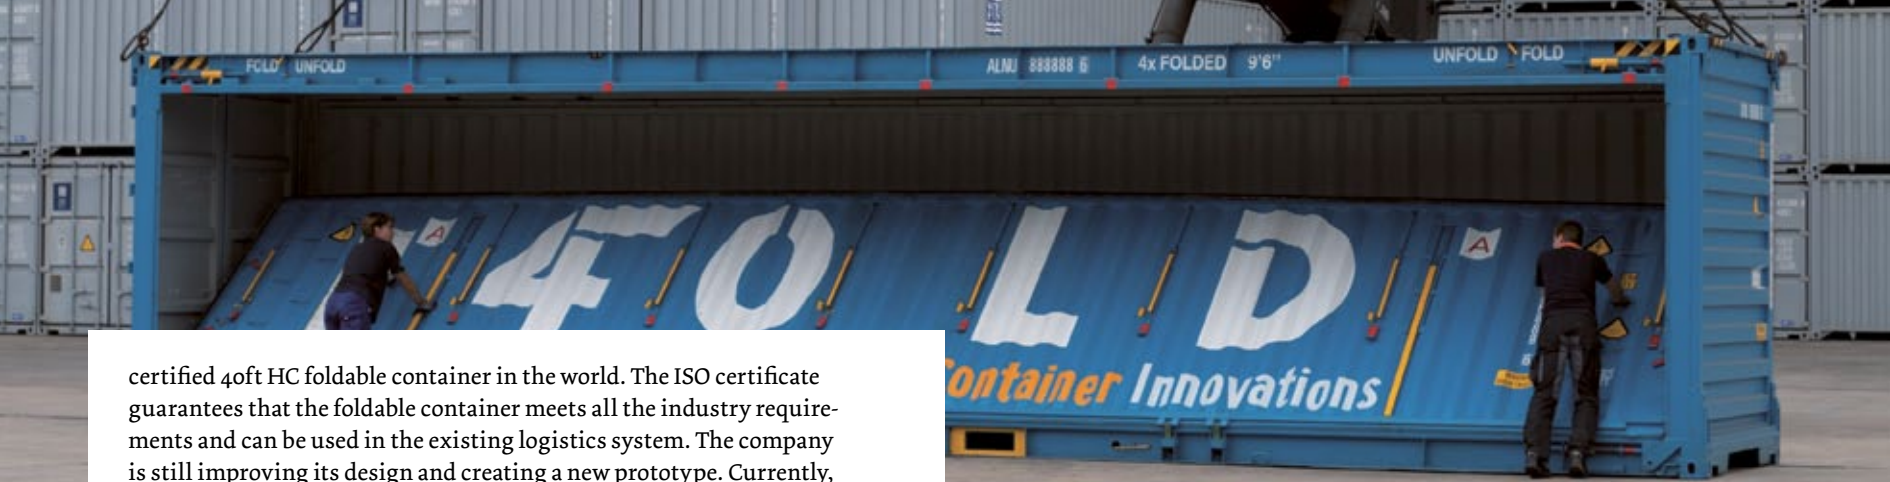 FOLD UNFOLD
ALNU 888888 6 4x FOLDED 9'6"
UNFOLD FOLD
A
4FOLD
A
ontainer Innovations
certified 40ft HC foldable container in the world. The ISO certificate
guarantees that the foldable container meets all the industry require-
ments and can be used in the existing logistics system. The company
is still improving its design and creating a new prototype. Currently,